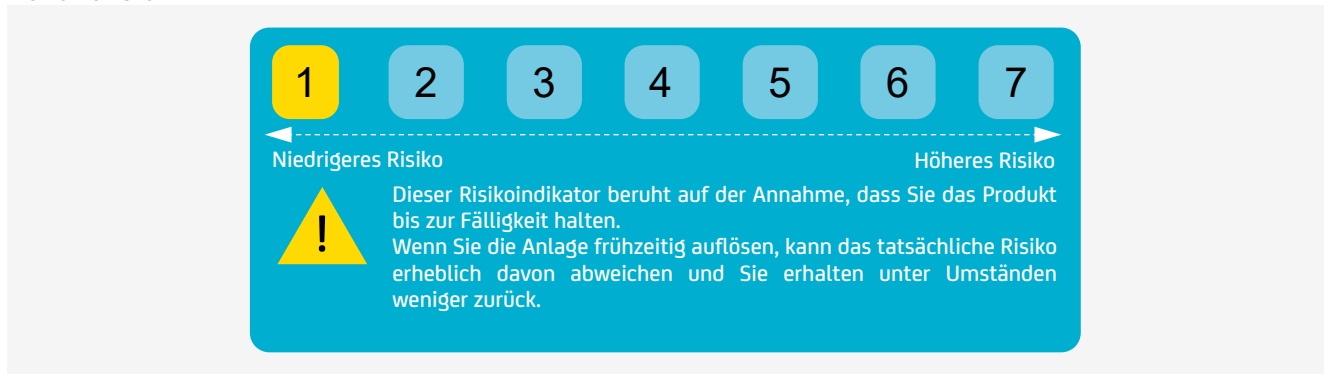 1 2 3 4 5 6 7
Niedrigeres Risiko Höheres Risiko
! Dieser Risikoindikator beruht auf der Annahme, dass Sie das Produkt
bis zur Fälligkeit halten.
Wenn Sie die Anlage frühzeitig auflösen, kann das tatsächliche Risiko
erheblich davon abweichen und Sie erhalten unter Umständen
weniger zurück.